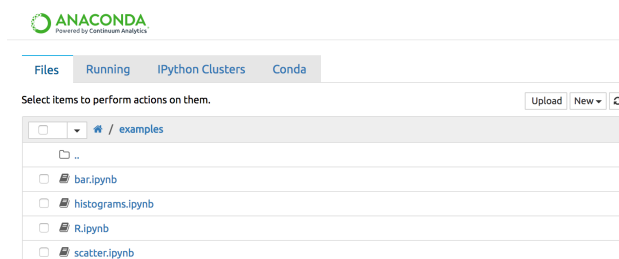 ANACONDA
Powered by Continuum Analytics
Files Running IPython Clusters Conda
Select items to perform actions on them. Upload New
/ examples
..
bar.ipynb
histograms.ipynb
R.ipynb
scatter.ipynb